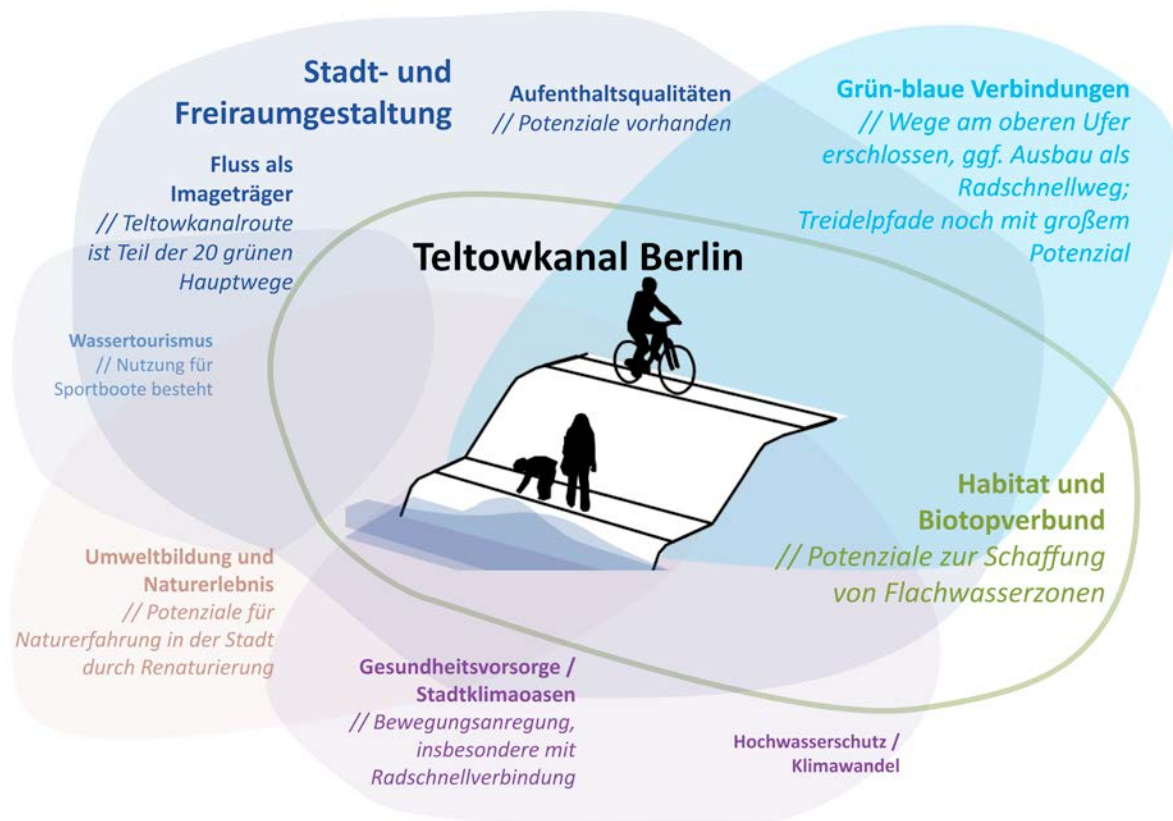 Stadt- und
Freiraumgestaltung
Aufenthaltsqualitäten
// Potenziale vorhanden
Grün-blaue Verbindungen
// Wege am oberen Ufer
erschlossen, ggf. Ausbau als
Radschnellweg;
Treidelpfade noch mit großem
Potenzial
Fluss als
Imageträger
// Teltowkanalroute
ist Teil der 20 grünen
Hauptwege
Teltowkanal Berlin
Wassertourismus
// Nutzung für
Sportboote besteht
Habitat und
Biotopverbund
// Potenziale zur Schaffung
von Flachwasserzonen
Umweltbildung und
Naturerlebnis
// Potenziale für
Naturerfahrung in der Stadt
durch Renaturierung
Gesundheitsvorsorge /
Stadtklimaoasen
// Bewegungsanregung,
insbesondere mit
Radschnellverbindung
Hochwasserschutz /
Klimawandel